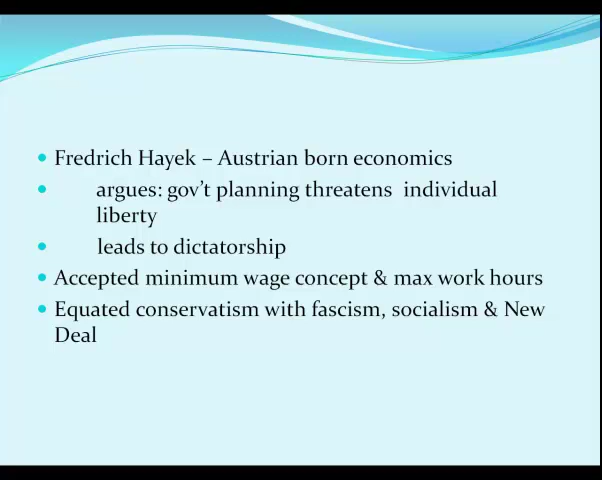 Fredrich Hayek – Austrian born economics
argues: gov't planning threatens individual
liberty
leads to dictatorship
Accepted minimum wage concept & max work hours
Equated conservatism with fascism, socialism & New
Deal